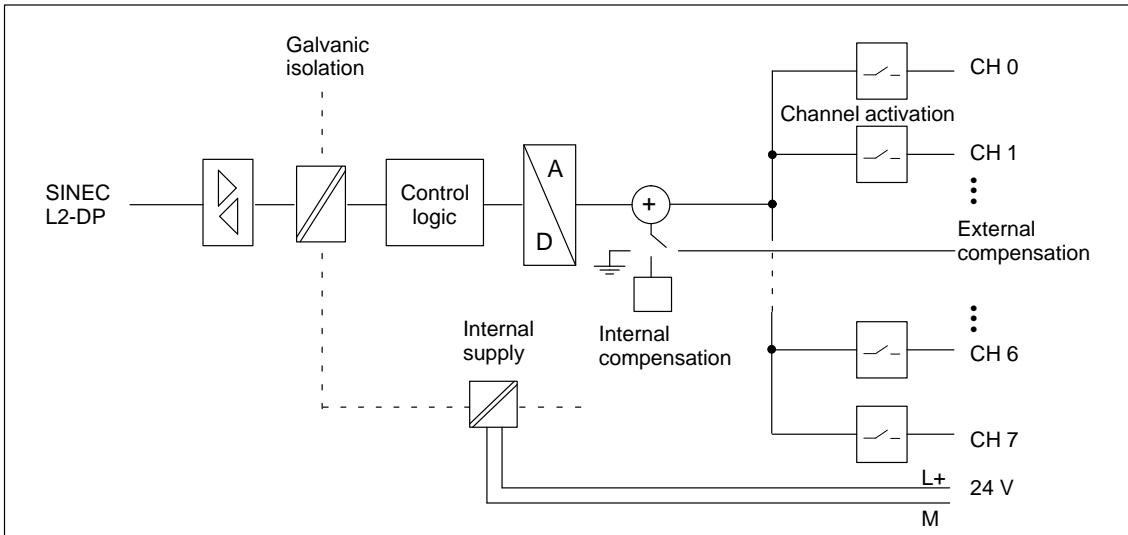 Galvanic
isolation
CH 0
Channel activation
CH 1
SINEC
L2-DP
Control
logic
A
D
+
External
compensation
Internal
supply
Internal
compensation
CH 6
CH 7
L+
24 V
M